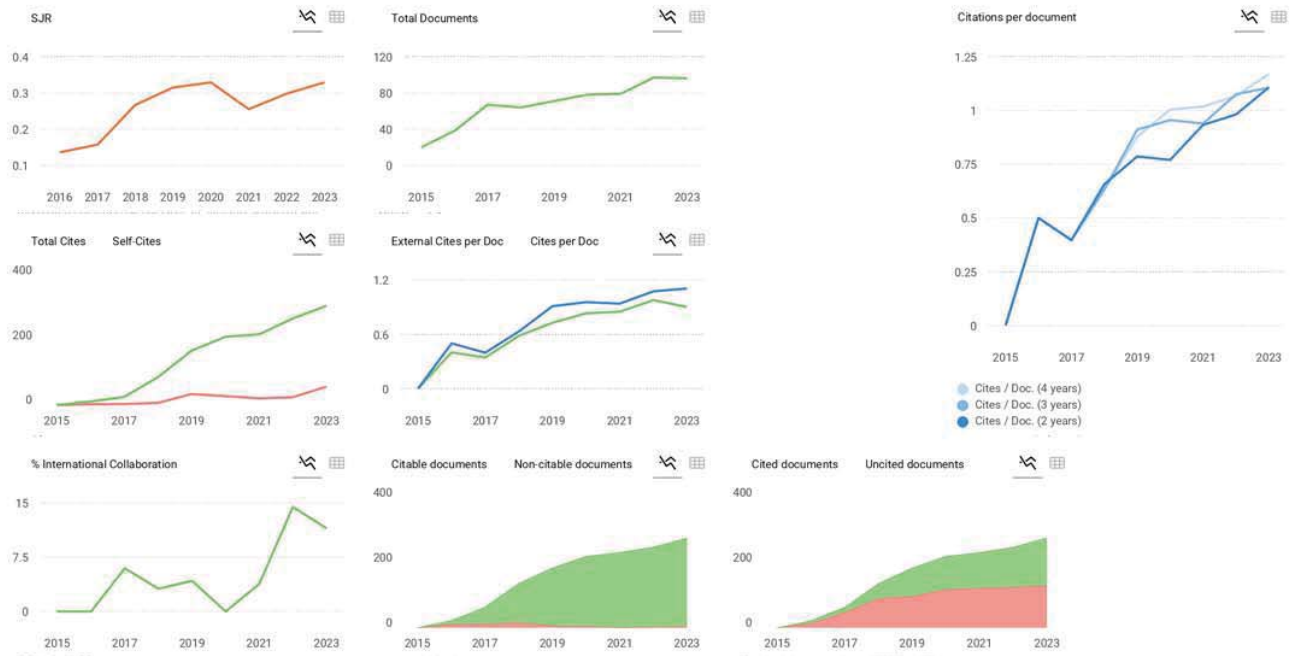 SJR
0.4
0.3
0.2
0.1
2016 2017 2018 2019 2020 2021 2022 2023
Total Documents
120
80
40
0
2015 2017 2019 2021 2023
Citations per document
1.25
1
0.75
0.5
0.25
0
2015 2017 2019 2021 2023
Cites / Doc. (4 years)
Cites / Doc. (3 years)
Cites / Doc. (2 years)
Total Cites Self-Cites
400
200
0
2015 2017 2019 2021 2023
External Cites per Doc Cites per Doc
1.2
0.6
0
2015 2017 2019 2021 2023
% International Collaboration
15
7.5
0
2015 2017 2019 2021 2023
Citable documents Non-citable documents
400
200
0
2015 2017 2019 2021 2023
Cited documents Uncited documents
400
200
0
2015 2017 2019 2021 2023